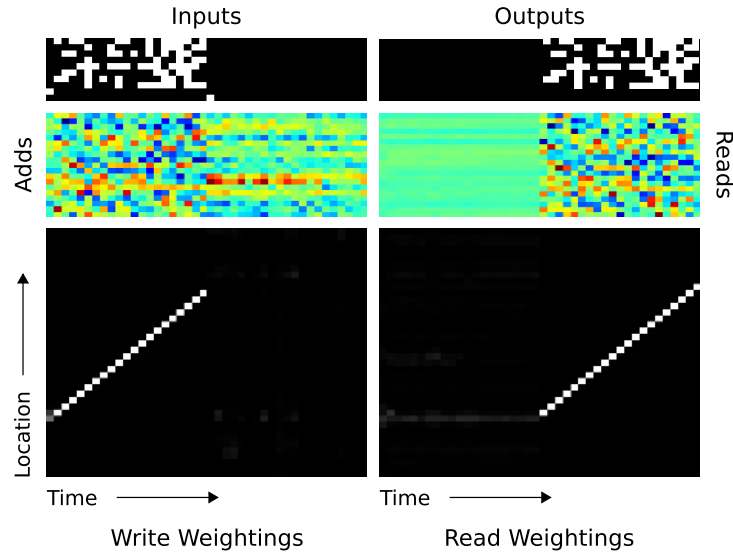 Inputs
Outputs
Adds
Reads
Location
Time
Time
Write Weightings
Read Weightings